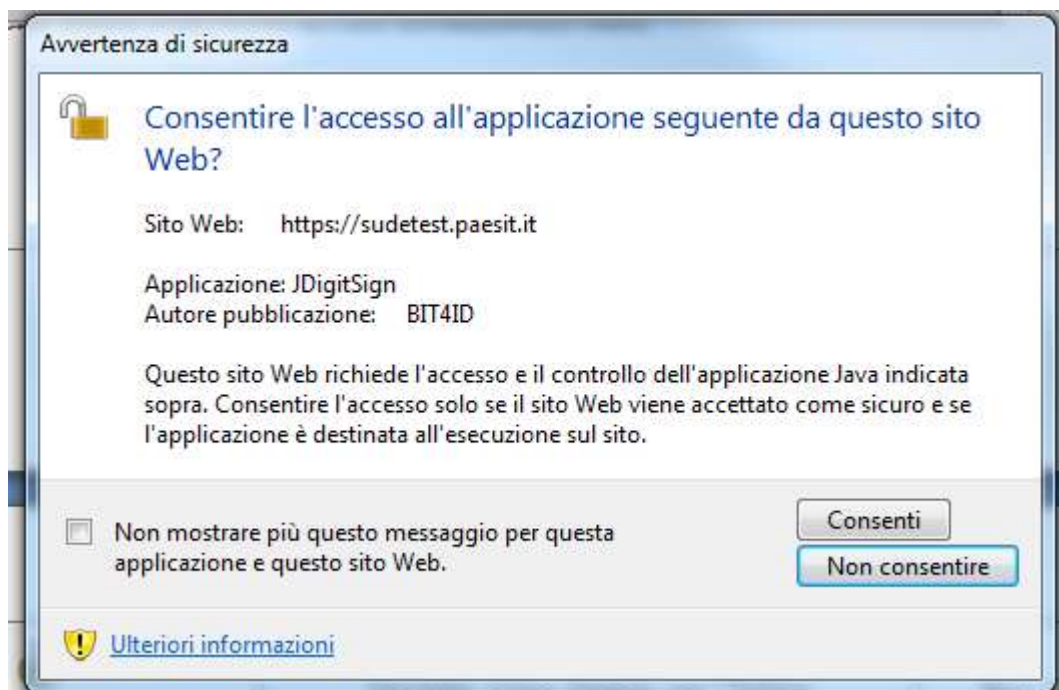 Avvertenza di sicurezza
Consentire l'accesso all'applicazione seguente da questo sito
Web?
Sito Web: https://sudetest.paesit.it
Applicazione: JDigitSign
Autore pubblicazione: BIT4ID
Questo sito Web richiede l'accesso e il controllo dell'applicazione Java indicata
sopra. Consentire l'accesso solo se il sito Web viene accettato come sicuro e se
l'applicazione è destinata all'esecuzione sul sito.
Non mostrare più questo messaggio per questa
applicazione e questo sito Web.
Consenti
Non consentire
Ulteriori informazioni